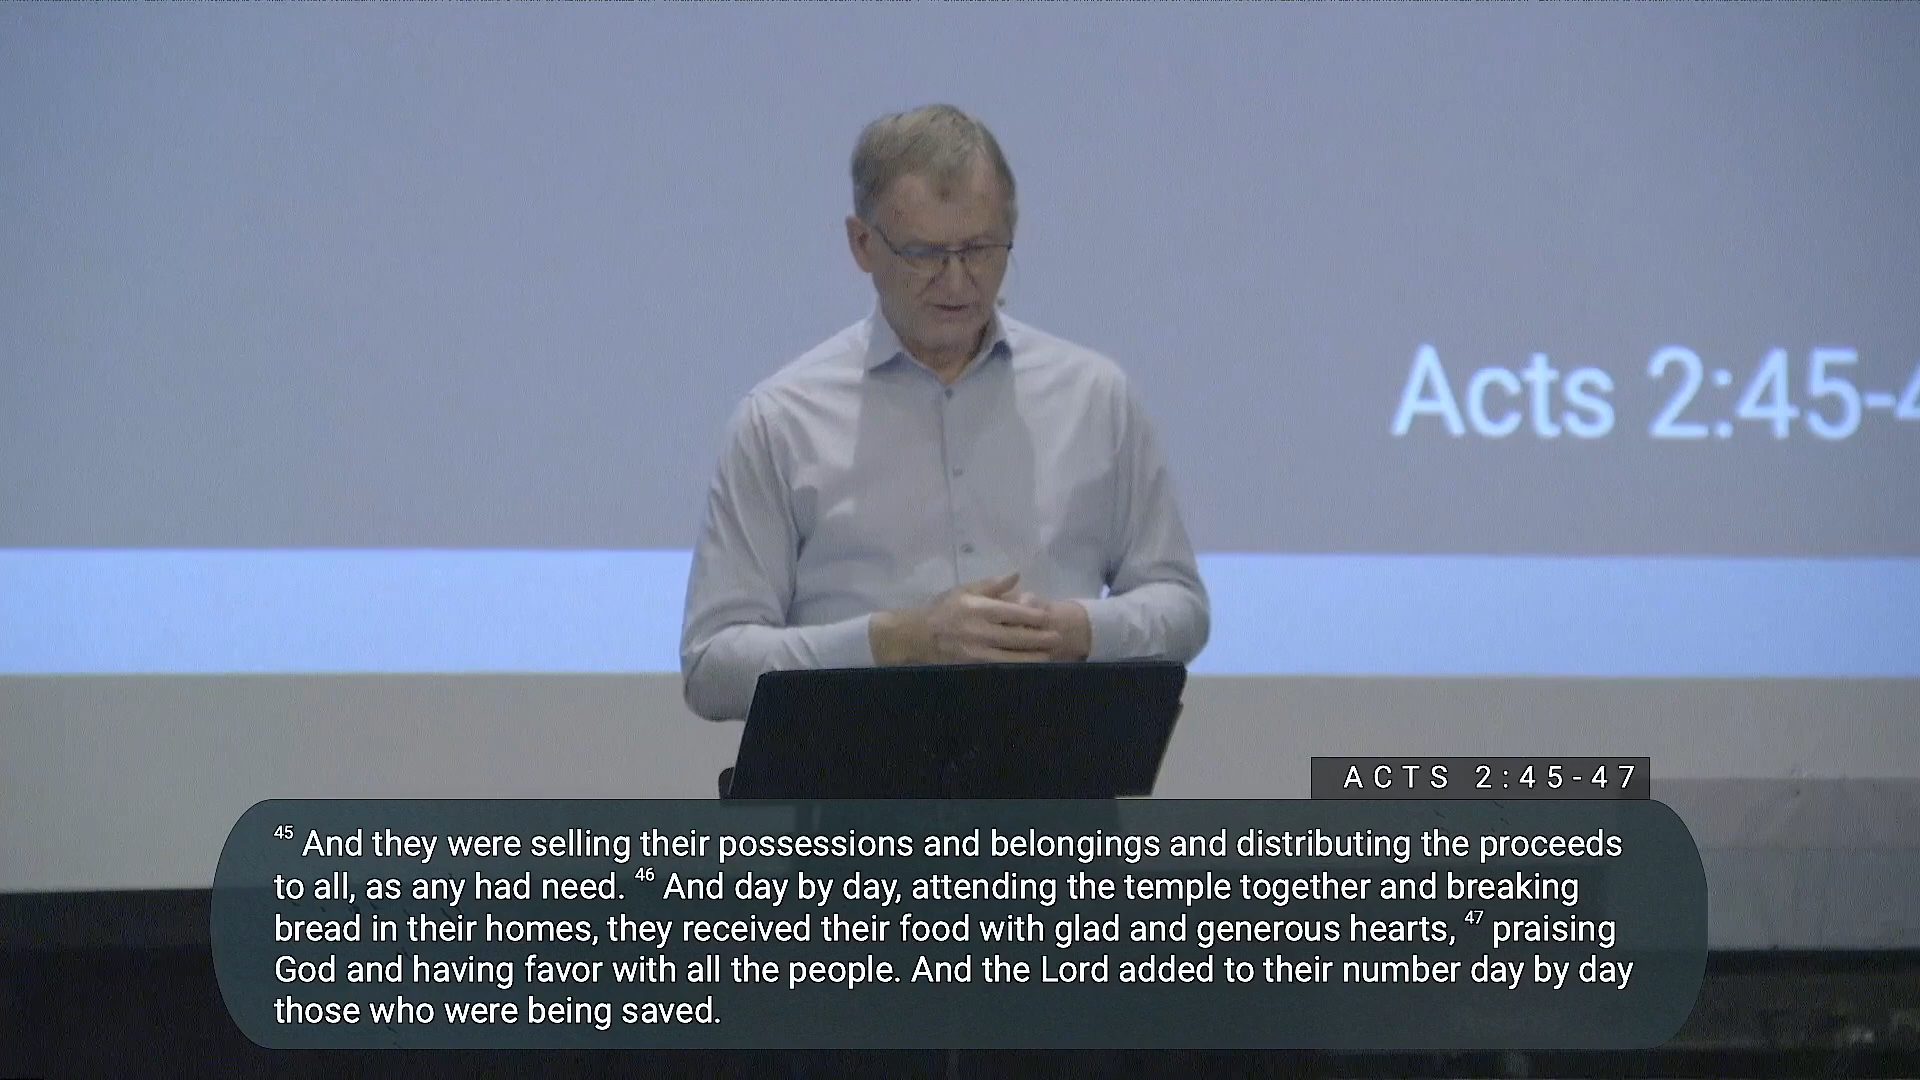 Acts 2:45-4
ACTS 2:45-47
45 And they were selling their possessions and belongings and distributing the proceeds
to all, as any had need. 46 And day by day, attending the temple together and breaking
bread in their homes, they received their food with glad and generous hearts, 47 praising
God and having favor with all the people. And the Lord added to their number day by day
those who were being saved.